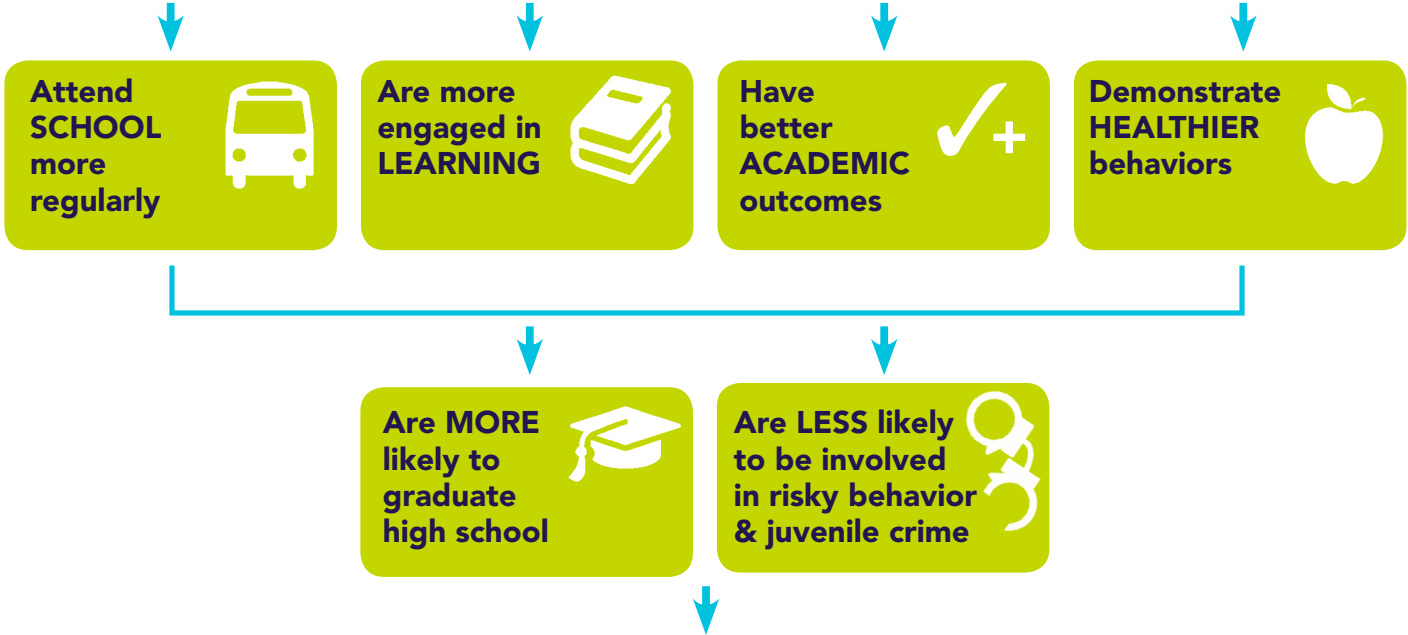 Attend
SCHOOL
more
regularly
Are more
engaged in
LEARNING
Have
better
ACADEMIC
outcomes
Demonstrate
HEALTHIER
behaviors
Are MORE
likely to
graduate
high school
Are LESS likely
to be involved
in risky behavior
& juvenile crime